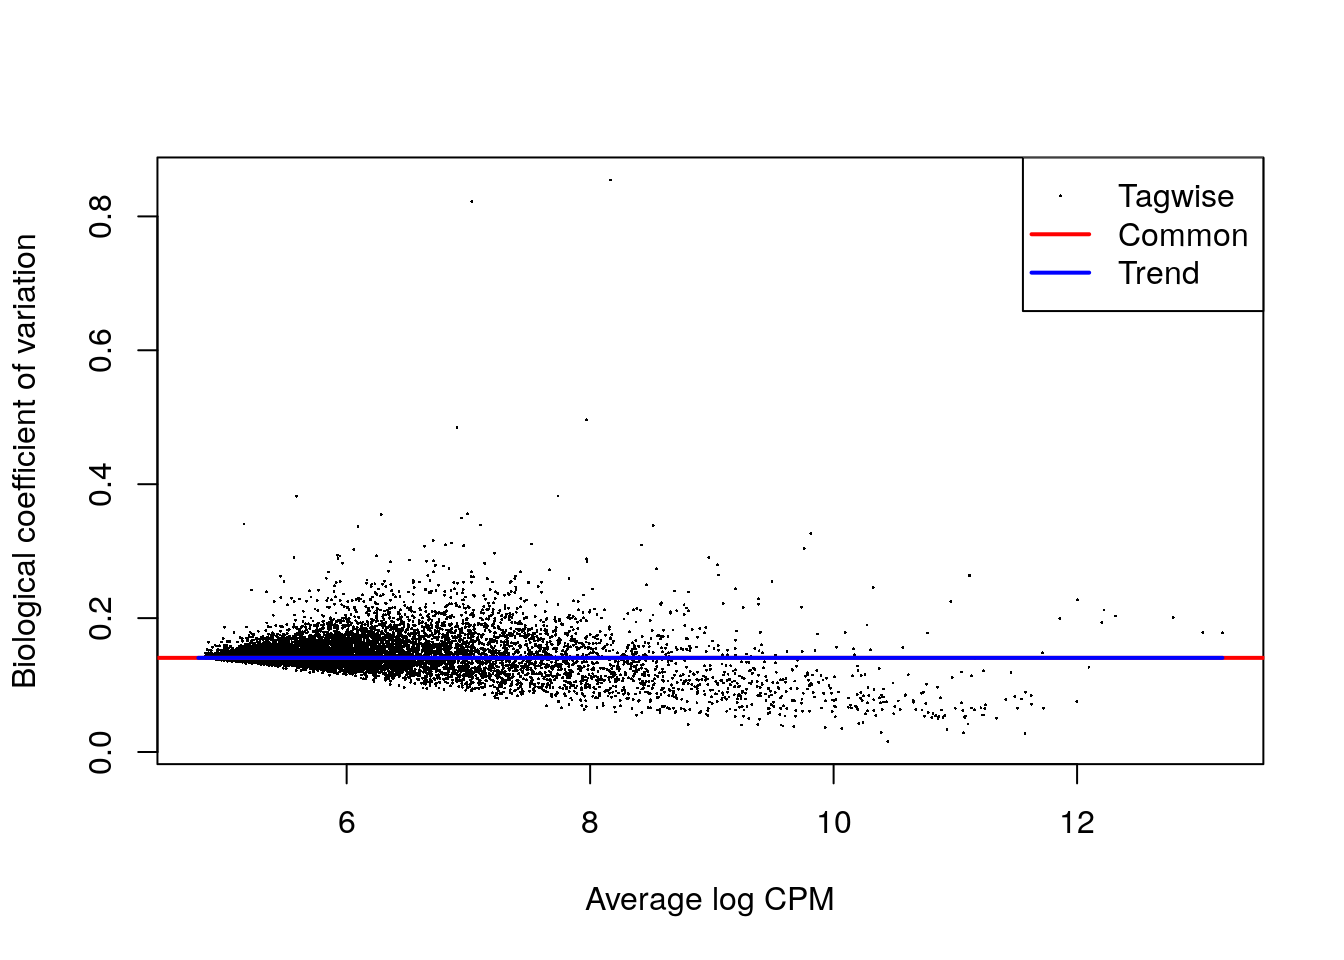 Tagwise
Common
Trend
Biological coefficient of variation
0.8
0.6
0.4
0.2
0.0
6 8 10 12
Average log CPM